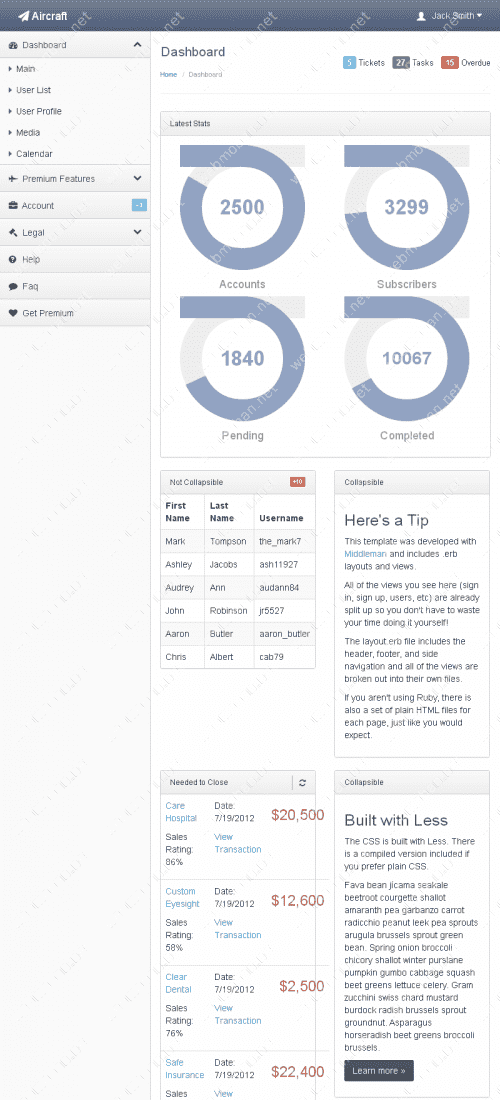 Aircraft
Jack Smith
Dashboard
Main
User List
User Profile
Media
Calendar
Premium Features
Account
Legal
Help
Faq
Get Premium
Dashboard
5 Tickets 27 Tasks 15 Overdue
Home / Dashboard
Latest Stats
2500
Accounts
3299
Subscribers
1840
Pending
10067
Completed
Not Collapsible +10
First Name Last Name Username
Mark Tompson the_mark7
Ashley Jacobs ash11927
Audrey Ann audann84
John Robinson jr5527
Aaron Butler aaron_butler
Chris Albert cab79
Collapsible
Here's a Tip
This template was developed with
Middleman and includes .erb
layouts and views.
All of the views you see here (sign
in, sign up, users, etc) are already
split up so you don't have to waste
your time doing it yourself!
The layout.erb file includes the
header, footer, and side
navigation and all of the views are
broken out into their own files.
If you aren't using Ruby, there is
also a set of plain HTML files for
each page, just like you would
expect.
Needed to Close
Care Hospital
Date: 7/19/2012
$20,500
Sales Rating: 86%
View Transaction
Custom Eyesight
Date: 7/19/2012
$12,600
Sales Rating: 58%
View Transaction
Clear Dental
Date: 7/19/2012
$2,500
Sales Rating: 76%
View Transaction
Safe Insurance
Date: 7/19/2012
$22,400
Sales
View
Collapsible
Built with Less
The CSS is built with Less. There
is a compiled version included if
you prefer plain CSS.
Fava bean jicama seakale
beetroot courgette shallot
amaranth pea garbanzo carrot
radicchio peanut leek pea sprouts
arugula brussels sprout green
bean. Spring onion broccoli
chicory shallot winter purslane
pumpkin gumbo cabbage squash
beet greens lettuce celery. Gram
zucchini swiss chard mustard
burdock radish brussels sprout
groundnut. Asparagus
horseradish beet greens broccoli
brussels.
Learn more »